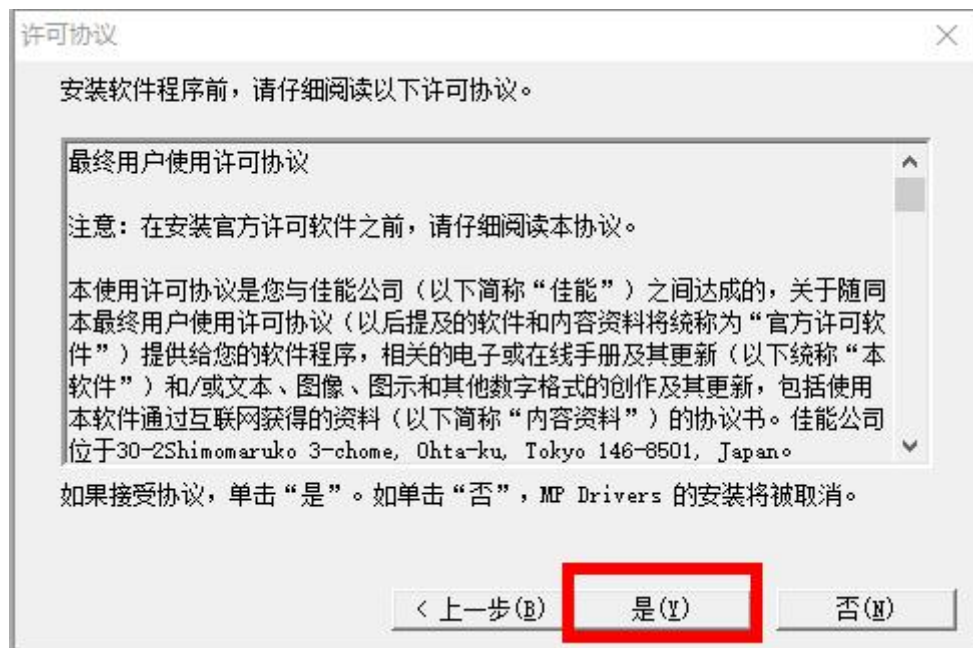 许可协议
安装软件程序前，请仔细阅读以下许可协议。
最终用户使用许可协议
注意：在安装官方许可软件之前，请仔细阅读本协议。
本使用许可协议是您与佳能公司（以下简称“佳能”）之间达成的，关于随同
本最终用户使用许可协议（以后提及的软件和内容资料将统称为“官方许可软
件”）提供给您的软件程序，相关的电子或在线手册及其更新（以下统称“本
软件”）和/或文本、图像、图示和其他数字格式的创作及其更新，包括使用
本软件通过互联网获得的资料（以下简称“内容资料”）的协议书。佳能公司
位于30-2Shimomaruko 3-chome, Ohta-ku, Tokyo 146-8501, Japan。
如果接受协议，单击“是”。如单击“否”，MP Drivers 的安装将被取消。
< 上一步(B) 是(Y) 否(N)